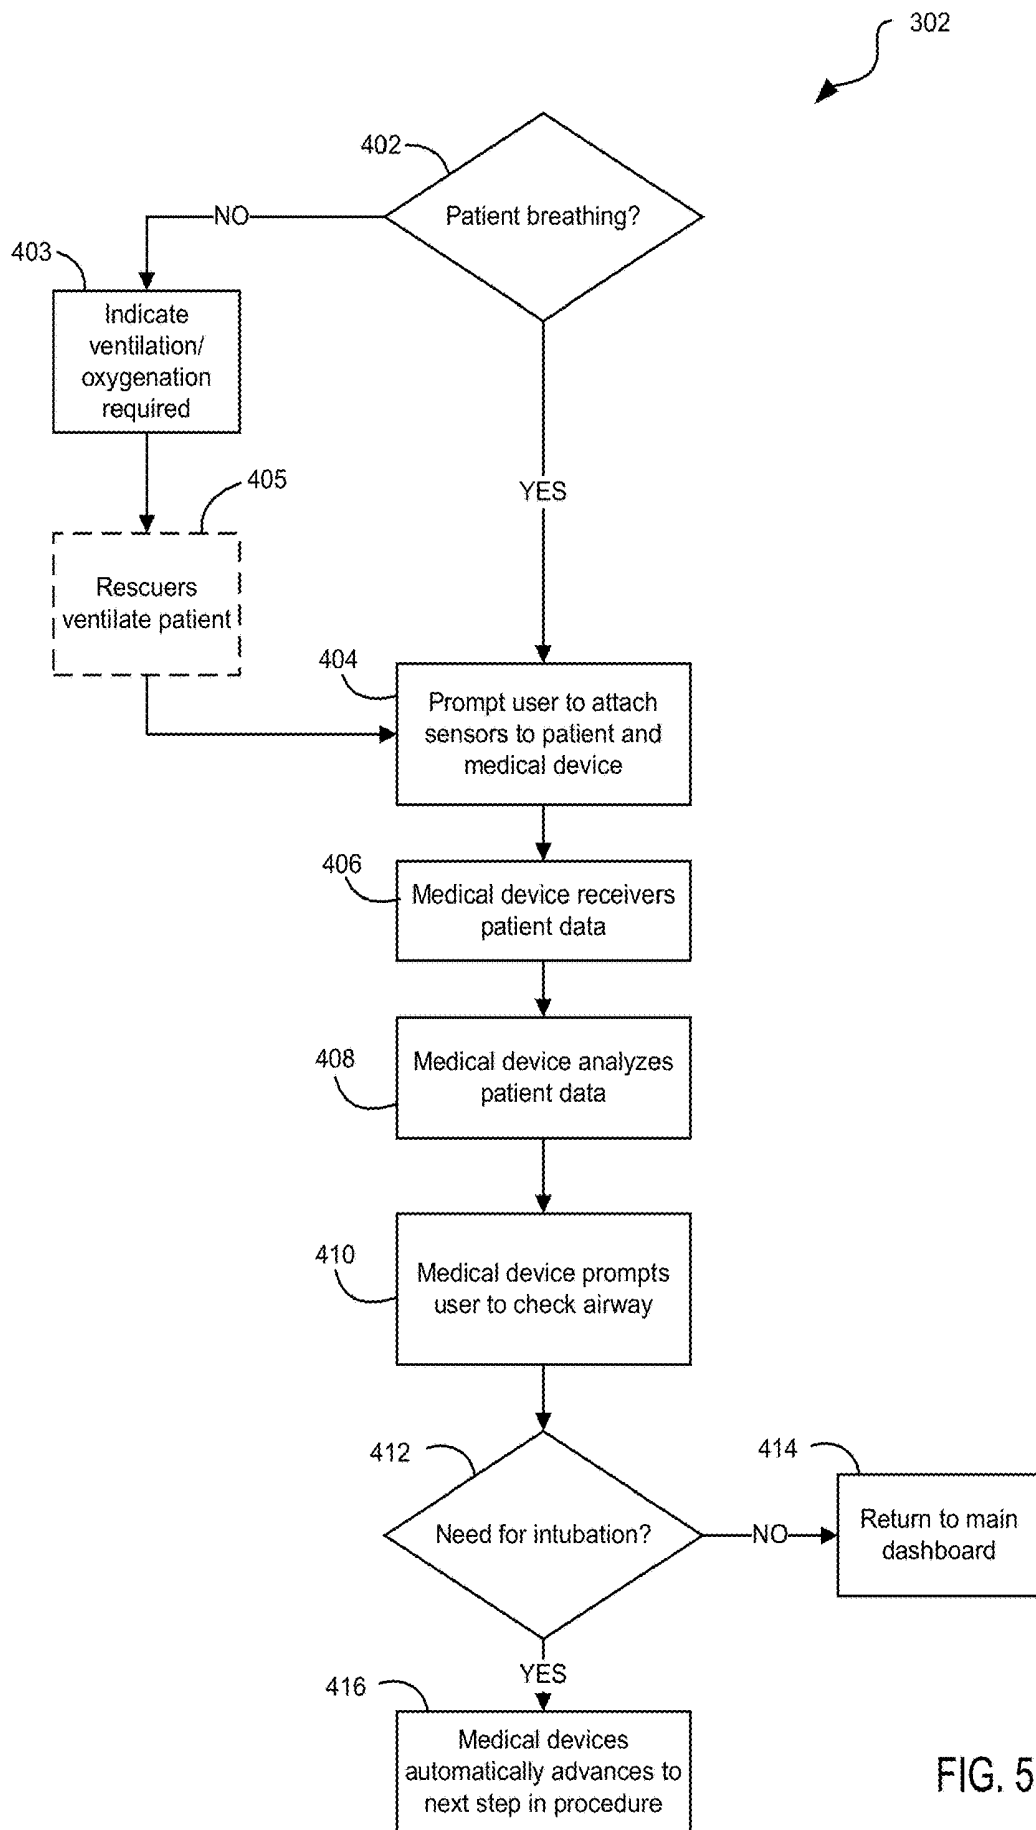 302
402
Patient breathing?
NO
403
Indicate
ventilation/
oxygenation
required
405
YES
Rescuers
ventilate patient
404
Prompt user to attach
sensors to patient and
medical device
406
Medical device receivers
patient data
408
Medical device analyzes
patient data
410
Medical device prompts
user to check airway
412
Need for intubation?
NO
414
Return to main
dashboard
YES
416
Medical devices
automatically advances to
next step in procedure
FIG. 5